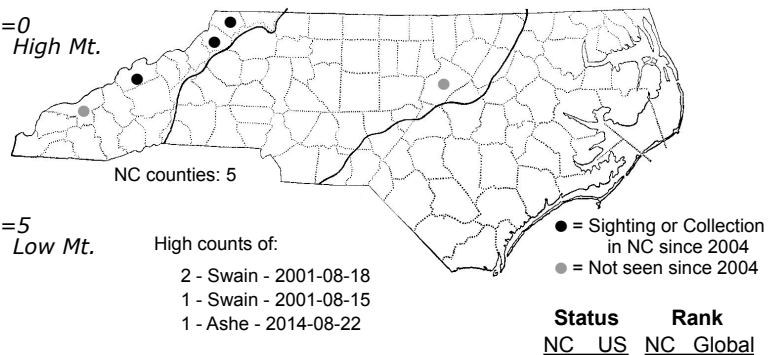 =0
High Mt.
NC counties: 5
=5
Low Mt.
High counts of:
2 - Swain - 2001-08-18
1 - Swain - 2001-08-15
1 - Ashe - 2014-08-22
= Sighting or Collection
in NC since 2004
= Not seen since 2004
Status Rank
NC US NC Global